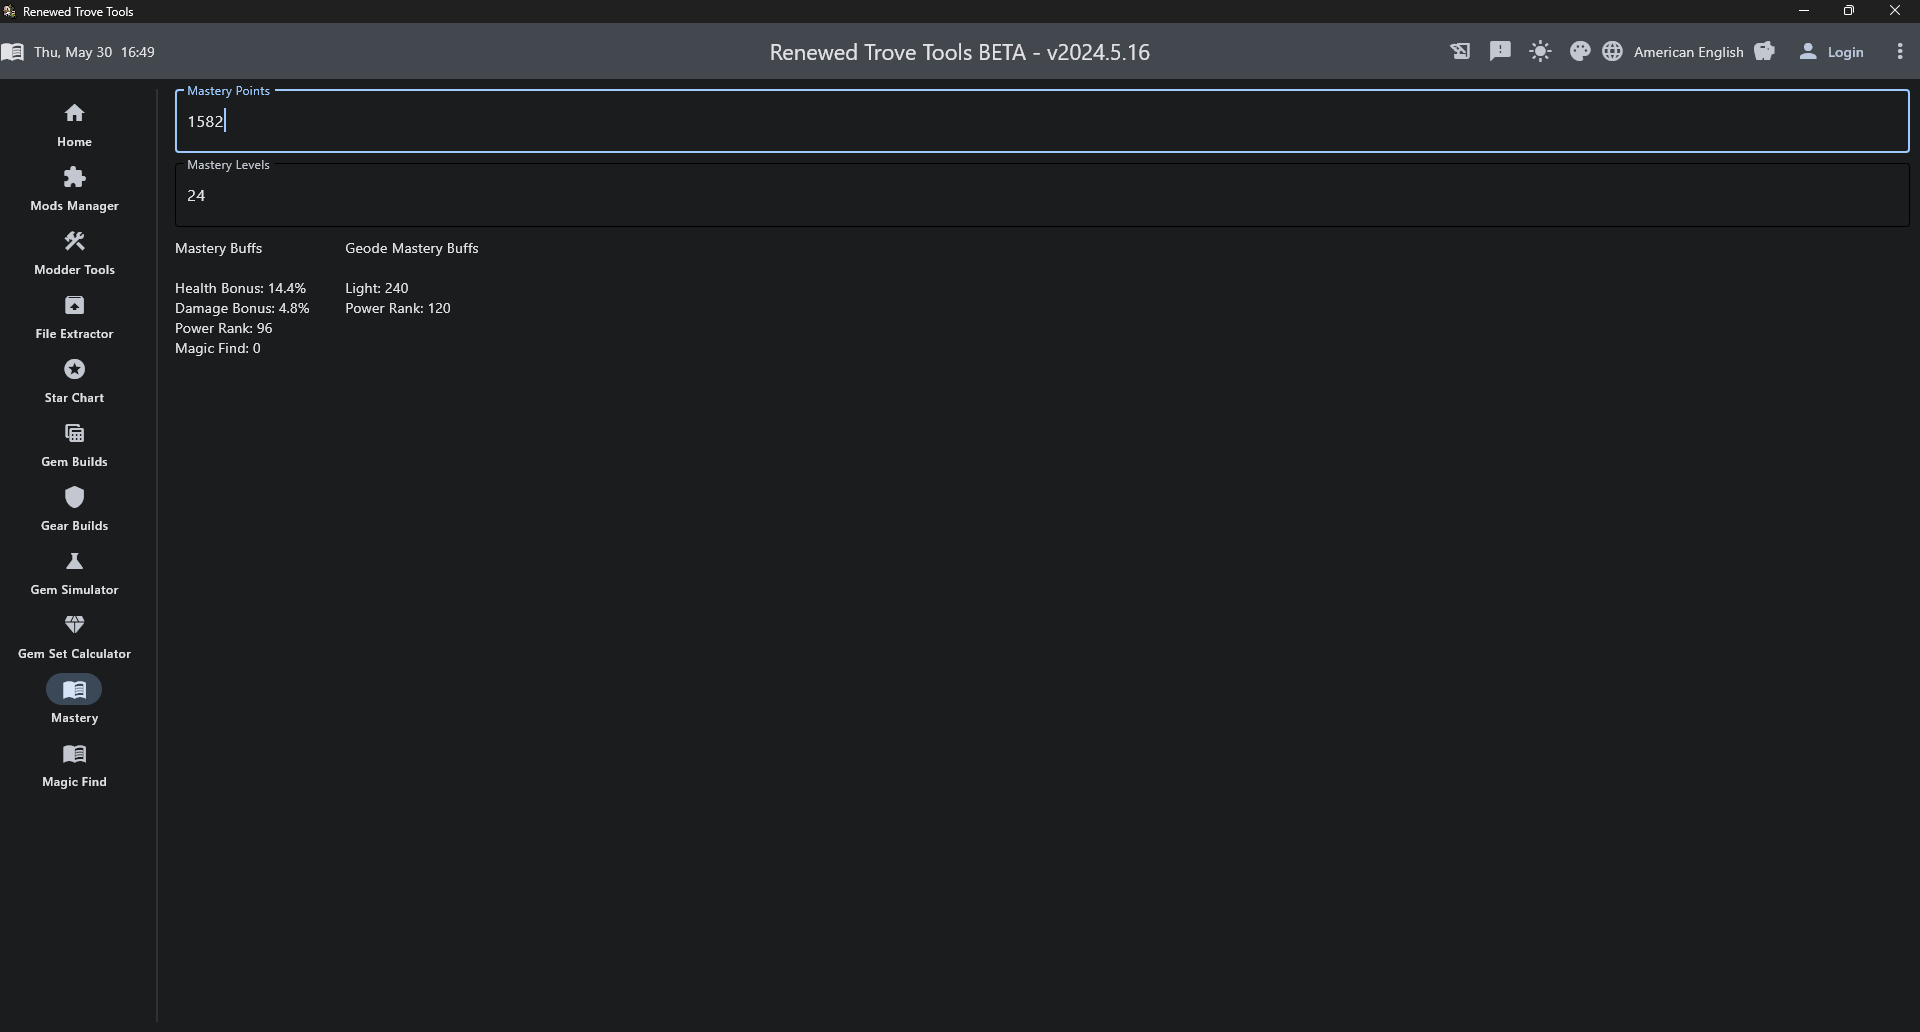 Renewed Trove Tools
Thu, May 30 16:49
Renewed Trove Tools BETA - v2024.5.16
American English
Login
Home
Mods Manager
Modder Tools
File Extractor
Star Chart
Gem Builds
Gear Builds
Gem Simulator
Gem Set Calculator
Mastery
Magic Find
Mastery Points
1582
Mastery Levels
24
Mastery Buffs
Health Bonus: 14.4%
Damage Bonus: 4.8%
Power Rank: 96
Magic Find: 0
Geode Mastery Buffs
Light: 240
Power Rank: 120